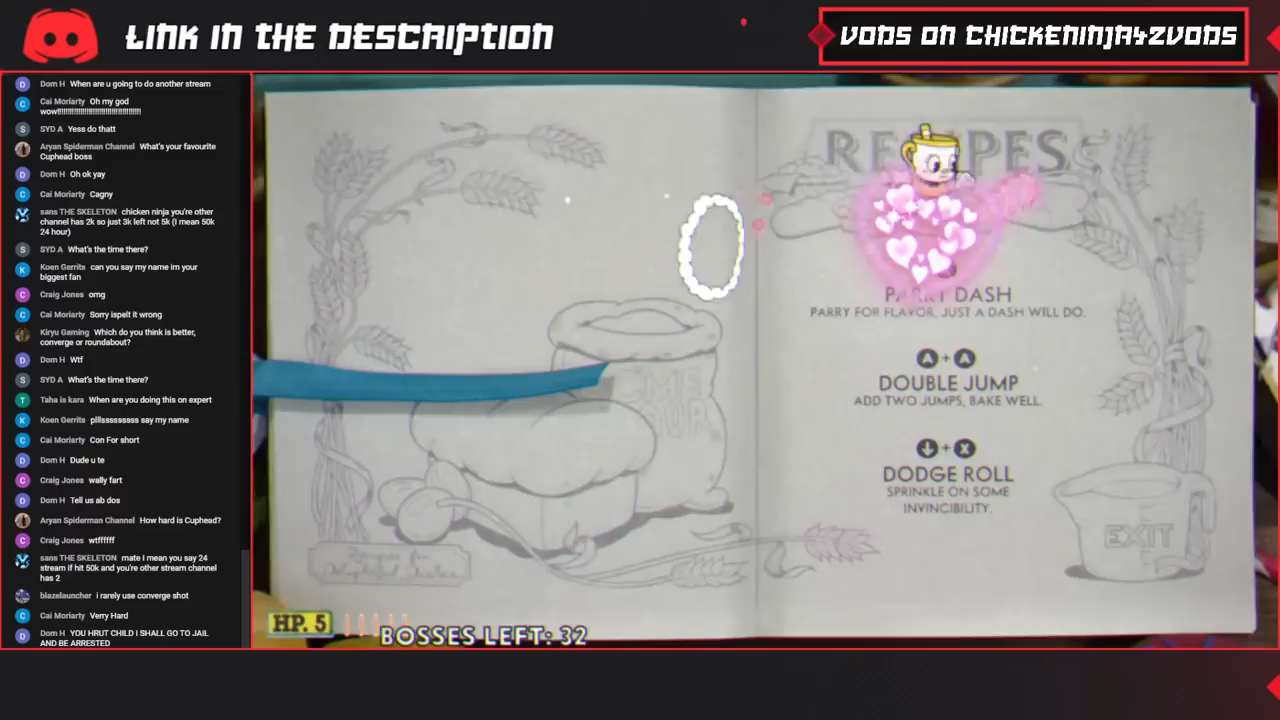 LINK IN THE DESCRIPTION
VODS ON CHICKENINJA42VODS
Dom H When are u going to do another stream
Cai Moriarty Oh my god
wow!!!!!!!!!!!!!!!!!!!!!!!!!!!!!!!!!!!!!!!!
SYD A Yess do thatt
Aryan Spiderman Channel What's your favourite
Cuphead boss
Dom H Oh ok yay
Cai Moriarty Cagny
sans THE SKELETON chicken ninja you're other
channel has 2k so just 3k left not 5k (I mean 50k
24 hour)
SYD A What's the time there?
Koen Gerrits can you say my name im your
biggest fan
Craig Jones omg
Cai Moriarty Sorry ispelt it wrong
Kiryu Gaming Which do you think is better,
converge or roundabout?
Dom H Wtf
SYD A What's the time there?
Taha is kara When are you doing this on expert
Koen Gerrits plllsssssssss say my name
Cai Moriarty Con For short
Dom H Dude u te
Craig Jones wally fart
Dom H Tell us ab dos
Aryan Spiderman Channel How hard is Cuphead?
Craig Jones wtffffff
sans THE SKELETON mate I mean you say 24
stream if hit 50k and you're other stream channel
has 2
blazelauncher i rarely use converge shot
Cai Moriarty Verry Hard
Dom H YOU HRUT CHILD I SHALL GO TO JAIL
AND BE ARRESTED
RECIPES
PARRY DASH
PARRY FOR FLAVOR, JUST A DASH WILL DO.
A + A
DOUBLE JUMP
ADD TWO JUMPS, BAKE WELL.
↓ + X
DODGE ROLL
SPRINKLE ON SOME
INVINCIBILITY.
EXIT
HP. 5
BOSSES LEFT: 32